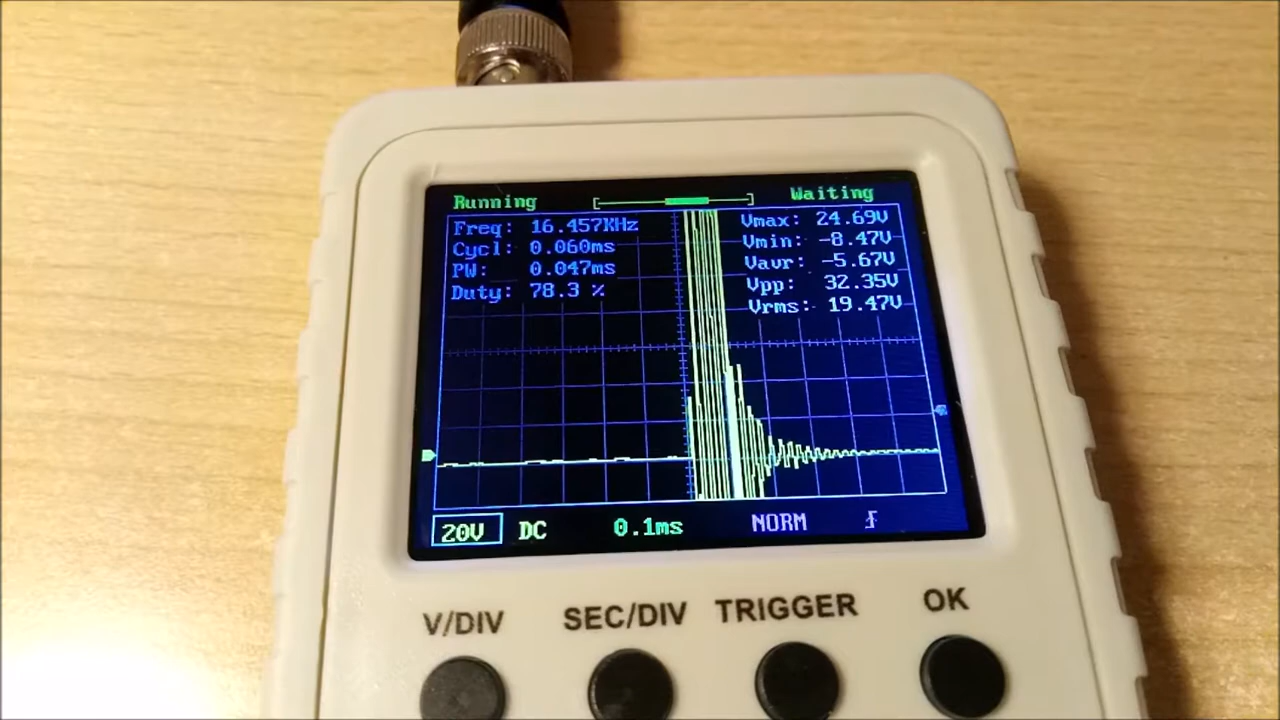 Running Waiting
Freq: 16.457KHz Vmax: 24.69V
Cycl: 0.060ms Vmin: -8.47V
PW: 0.047ms Vavr: -5.67V
Duty: 78.3 % Vpp: 32.35V
Vrms: 19.47V
20V DC 0.1ms NORM
V/DIV SEC/DIV TRIGGER OK